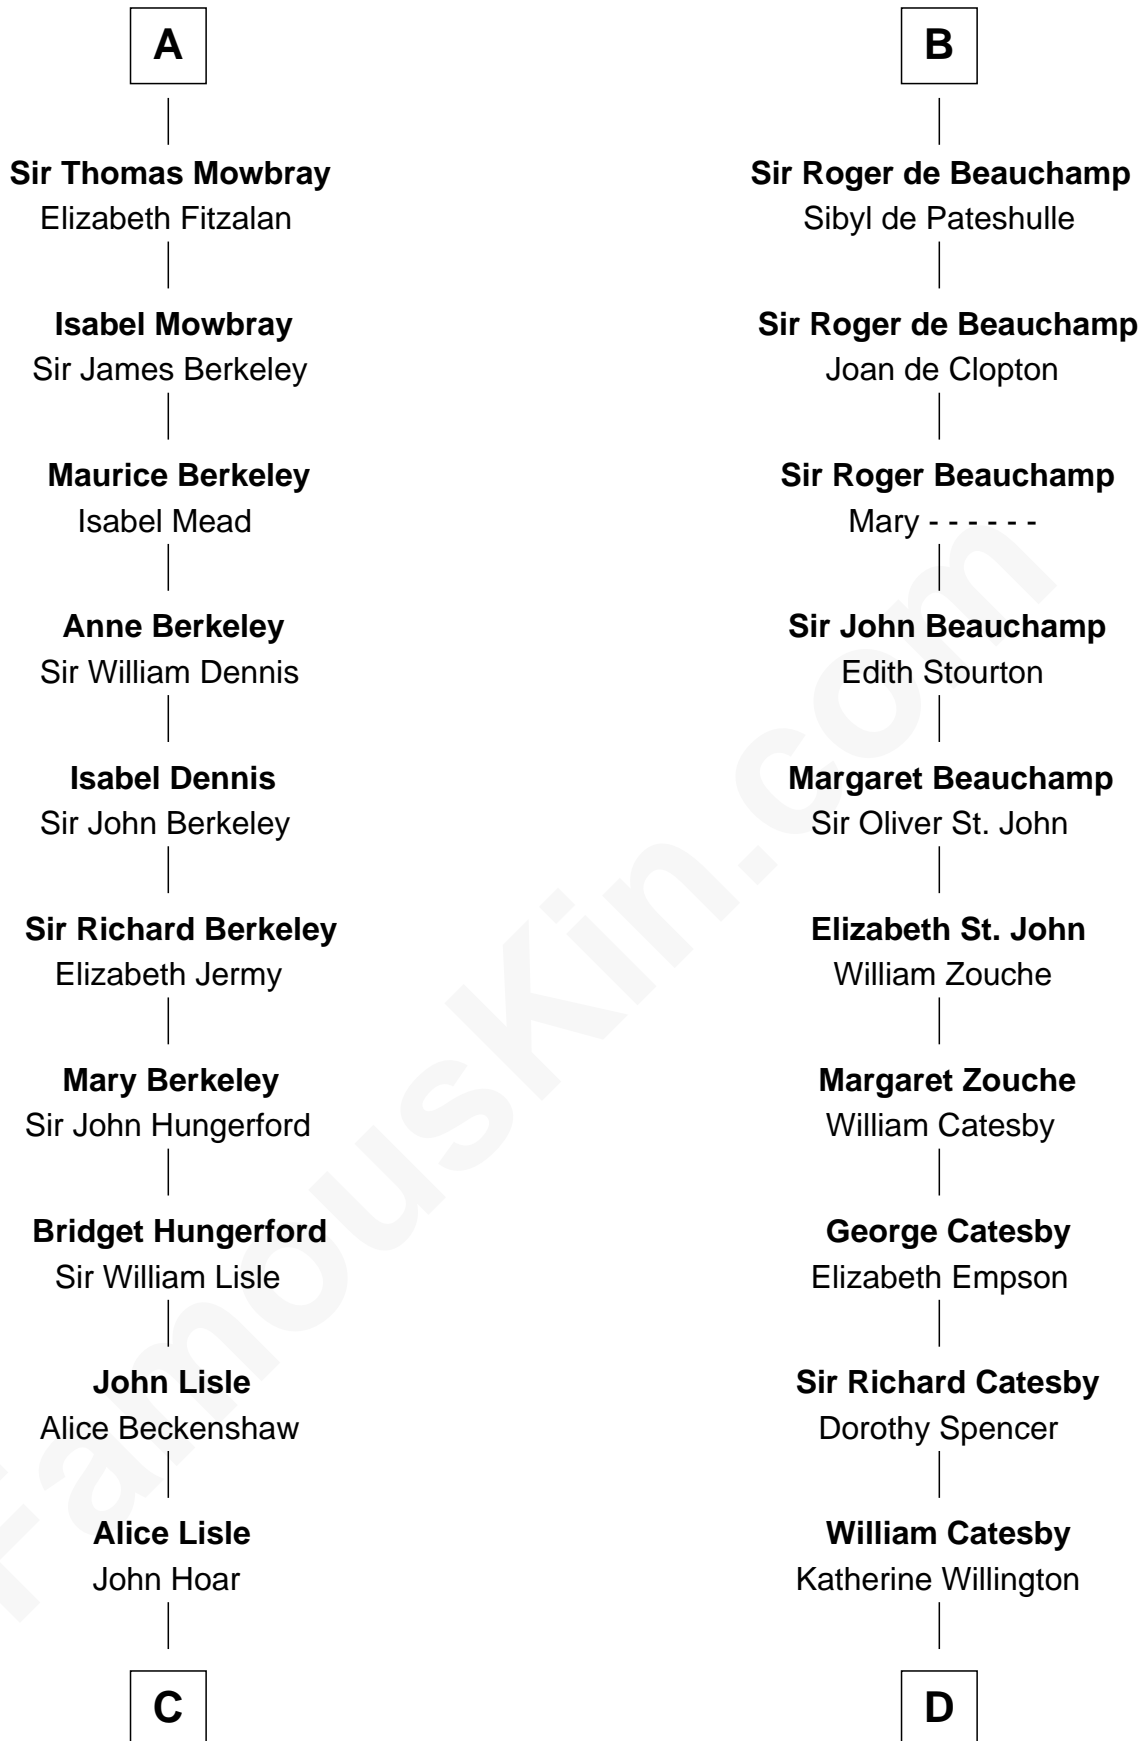 A
Sir Thomas Mowbray
Elizabeth Fitzalan
Isabel Mowbray
Sir James Berkeley
Maurice Berkeley
Isabel Mead
Anne Berkeley
Sir William Dennis
Isabel Dennis
Sir John Berkeley
Sir Richard Berkeley
Elizabeth Jermy
Mary Berkeley
Sir John Hungerford
Bridget Hungerford
Sir William Lisle
John Lisle
Alice Beckenshaw
Alice Lisle
John Hoar
C
B
Sir Roger de Beauchamp
Sibyl de Pateshulle
Sir Roger de Beauchamp
Joan de Clopton
Sir Roger Beauchamp
Mary - - - - - -
Sir John Beauchamp
Edith Stourton
Margaret Beauchamp
Sir Oliver St. John
Elizabeth St. John
William Zouche
Margaret Zouche
William Catesby
George Catesby
Elizabeth Empson
Sir Richard Catesby
Dorothy Spencer
William Catesby
Katherine Willington
D
FamousKin.com